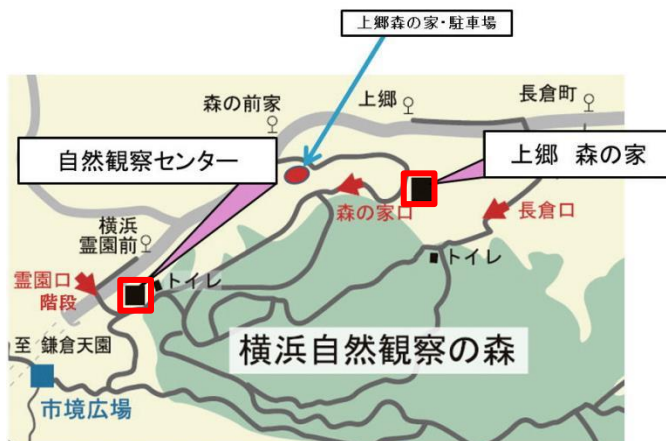 上郷森の家・駐車場
森の前家
上郷
長倉町
自然観察センター
上郷 森の家
森の家口
長倉口
横浜
霊園前
霊園口
階段
トイレ
トイレ
至 鎌倉天園
横浜自然観察の森
市境広場